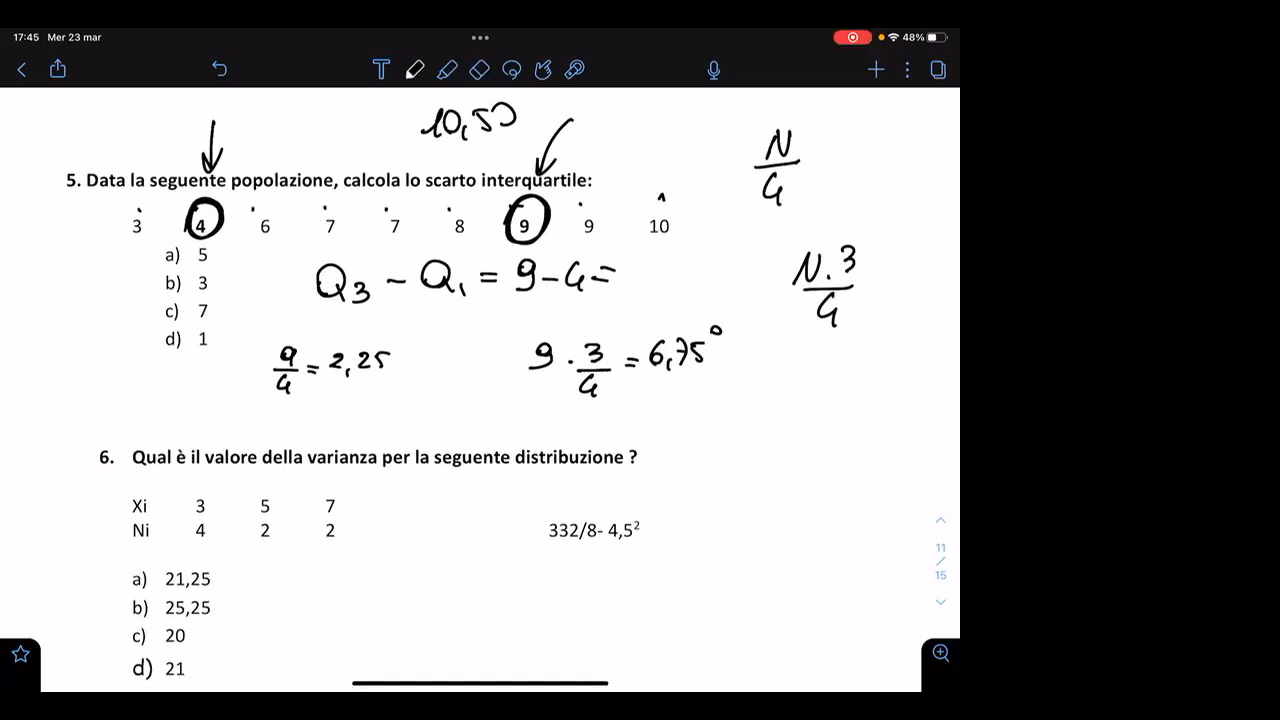 17:45 Mer 23 mar
48%
10,50
N/4
5. Data la seguente popolazione, calcola lo scarto interquartile:
3 4 6 7 7 8 9 9 10
a) 5
b) 3
c) 7
d) 1
Q3 - Q1 = 9-4=
N.3/4
9/4 = 2,25
9 . 3/4 = 6,75°
6. Qual è il valore della varianza per la seguente distribuzione ?
Xi 3 5 7
Ni 4 2 2
332/8- 4,5²
a) 21,25
b) 25,25
c) 20
d) 21
11
/
15